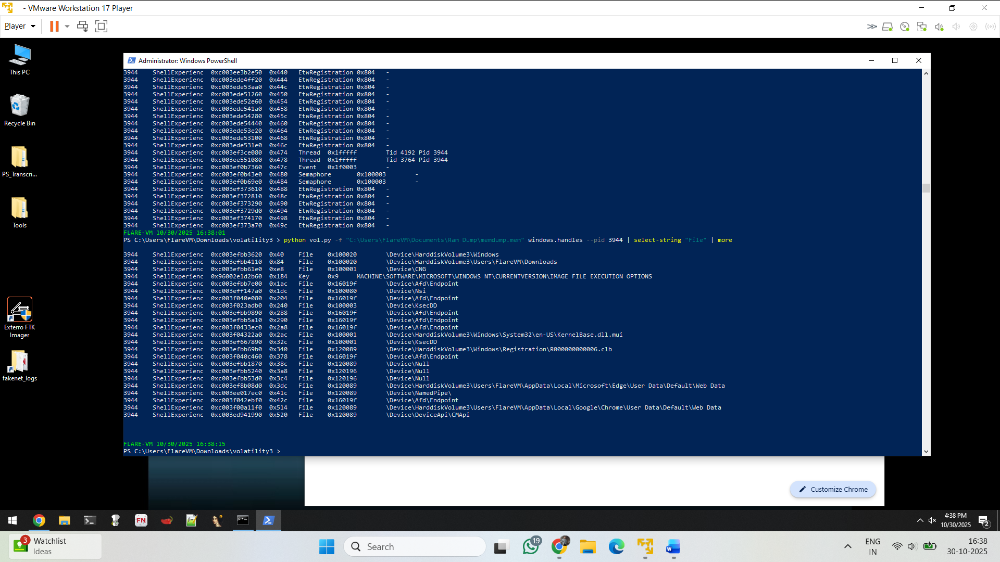 - VMware Workstation 17 Player
Player
This PC
Recycle Bin
PS_Transcri...
Tools
Exterro FTK
Imager
fakenet_logs
Administrator: Windows PowerShell
3944 ShellExperienc 0xc003ee3b2e50 0x440 EtwRegistration 0x804 -
3944 ShellExperienc 0xc003ede4ff20 0x444 EtwRegistration 0x804 -
3944 ShellExperienc 0xc003ede53aa0 0x44c EtwRegistration 0x804 -
3944 ShellExperienc 0xc003ede51260 0x450 EtwRegistration 0x804 -
3944 ShellExperienc 0xc003ede52e60 0x454 EtwRegistration 0x804 -
3944 ShellExperienc 0xc003ede541a0 0x458 EtwRegistration 0x804 -
3944 ShellExperienc 0xc003ede54280 0x45c EtwRegistration 0x804 -
3944 ShellExperienc 0xc003ede54440 0x460 EtwRegistration 0x804 -
3944 ShellExperienc 0xc003ede53e20 0x464 EtwRegistration 0x804 -
3944 ShellExperienc 0xc003ede53100 0x468 EtwRegistration 0x804 -
3944 ShellExperienc 0xc003ede531e0 0x46c EtwRegistration 0x804 -
3944 ShellExperienc 0xc003ef3ce080 0x474 Thread 0x1fffff Tid 4192 Pid 3944
3944 ShellExperienc 0xc003ee551080 0x478 Thread 0x1fffff Tid 3764 Pid 3944
3944 ShellExperienc 0xc003ef0b7360 0x47c Event 0x1f0003 -
3944 ShellExperienc 0xc003ef0b43e0 0x480 Semaphore 0x100003 -
3944 ShellExperienc 0xc003ef0b69e0 0x484 Semaphore 0x100003 -
3944 ShellExperienc 0xc003ef373610 0x488 EtwRegistration 0x804 -
3944 ShellExperienc 0xc003ef372810 0x48c EtwRegistration 0x804 -
3944 ShellExperienc 0xc003ef373290 0x490 EtwRegistration 0x804 -
3944 ShellExperienc 0xc003ef3729d0 0x494 EtwRegistration 0x804 -
3944 ShellExperienc 0xc003ef374170 0x498 EtwRegistration 0x804 -
3944 ShellExperienc 0xc003ef373a70 0x49c EtwRegistration 0x804 -
FLARE-VM 10/30/2025 16:38:01
PS C:\Users\FlareVM\Downloads\volatility3 > python vol.py -f "C:\Users\FlareVM\Documents\Ram Dump\memdump.mem" windows.handles --pid 3944 | select-string "File" | more
3944 ShellExperienc 0xc003efbb3620 0x40 File 0x100020 \Device\HarddiskVolume3\Windows
3944 ShellExperienc 0xc003efbb4110 0x84 File 0x100020 \Device\HarddiskVolume3\Users\FlareVM\Downloads
3944 ShellExperienc 0xc003efbb61e0 0xe8 File 0x100001 \Device\CNG
3944 ShellExperienc 0x96002e1d2b60 0x184 Key 0x9 MACHINE\SOFTWARE\MICROSOFT\WINDOWS NT\CURRENTVERSION\IMAGE FILE EXECUTION OPTIONS
3944 ShellExperienc 0xc003efbb7e00 0x1ac File 0x16019f \Device\Afd\Endpoint
3944 ShellExperienc 0xc003eff147a0 0x1dc File 0x100080 \Device\Nsi
3944 ShellExperienc 0xc003f040e080 0x204 File 0x16019f \Device\Afd\Endpoint
3944 ShellExperienc 0xc003f023adb0 0x240 File 0x100003 \Device\KsecDD
3944 ShellExperienc 0xc003efbb9890 0x288 File 0x16019f \Device\Afd\Endpoint
3944 ShellExperienc 0xc003efbb5a10 0x290 File 0x16019f \Device\Afd\Endpoint
3944 ShellExperienc 0xc003f0433ec0 0x2a8 File 0x16019f \Device\Afd\Endpoint
3944 ShellExperienc 0xc003f04322a0 0x2ac File 0x100001 \Device\HarddiskVolume3\Windows\System32\en-US\KernelBase.dll.mui
3944 ShellExperienc 0xc003ef667890 0x32c File 0x100001 \Device\KsecDD
3944 ShellExperienc 0xc003efbb69b0 0x340 File 0x120089 \Device\HarddiskVolume3\Windows\Registration\R000000000006.clb
3944 ShellExperienc 0xc003f040c460 0x378 File 0x16019f \Device\Afd\Endpoint
3944 ShellExperienc 0xc003efbb1870 0x38c File 0x120089 \Device\Null
3944 ShellExperienc 0xc003efbb5240 0x3a8 File 0x120196 \Device\Null
3944 ShellExperienc 0xc003efbb53d0 0x3c4 File 0x120196 \Device\Null
3944 ShellExperienc 0xc003ef8b08d0 0x3dc File 0x120089 \Device\HarddiskVolume3\Users\FlareVM\AppData\Local\Microsoft\Edge\User Data\Default\Web Data
3944 ShellExperienc 0xc003ee017ec0 0x41c File 0x120089 \Device\NamedPipe\
3944 ShellExperienc 0xc003f042ebf0 0x42c File 0x16019f \Device\Afd\Endpoint
3944 ShellExperienc 0xc003f00a11f0 0x514 File 0x120089 \Device\HarddiskVolume3\Users\FlareVM\AppData\Local\Google\Chrome\User Data\Default\Web Data
3944 ShellExperienc 0xc003ed941990 0x520 File 0x120089 \Device\DeviceApi\CMApi
FLARE-VM 10/30/2025 16:38:15
PS C:\Users\FlareVM\Downloads\volatility3 >
Customize Chrome
FN
4:38 PM
10/30/2025
2
3
Watchlist
Ideas
Search
19
W
ENG
IN
16:38
30-10-2025